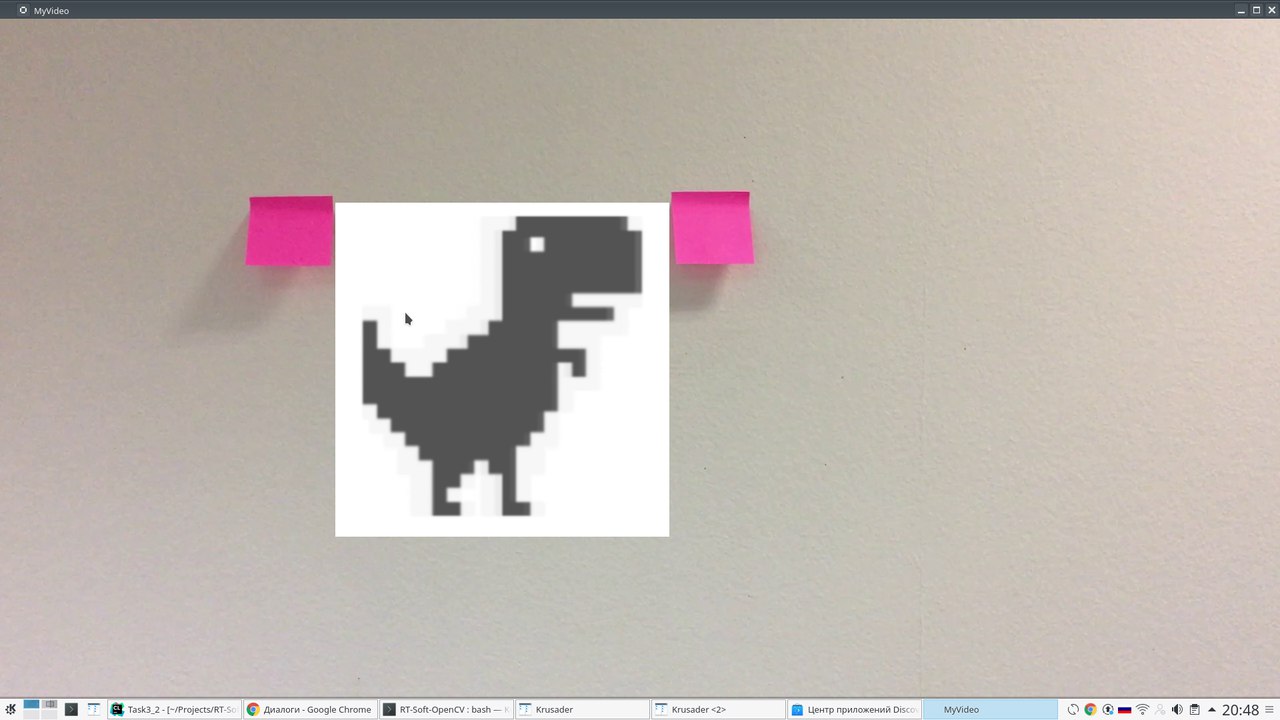 MyVideo
Task3_2 - [~/Projects/RT-So
Диалоги - Google Chrome
RT-Soft-OpenCV : bash —
Krusader
Krusader <2>
Центр приложений Disco
MyVideo
20:48